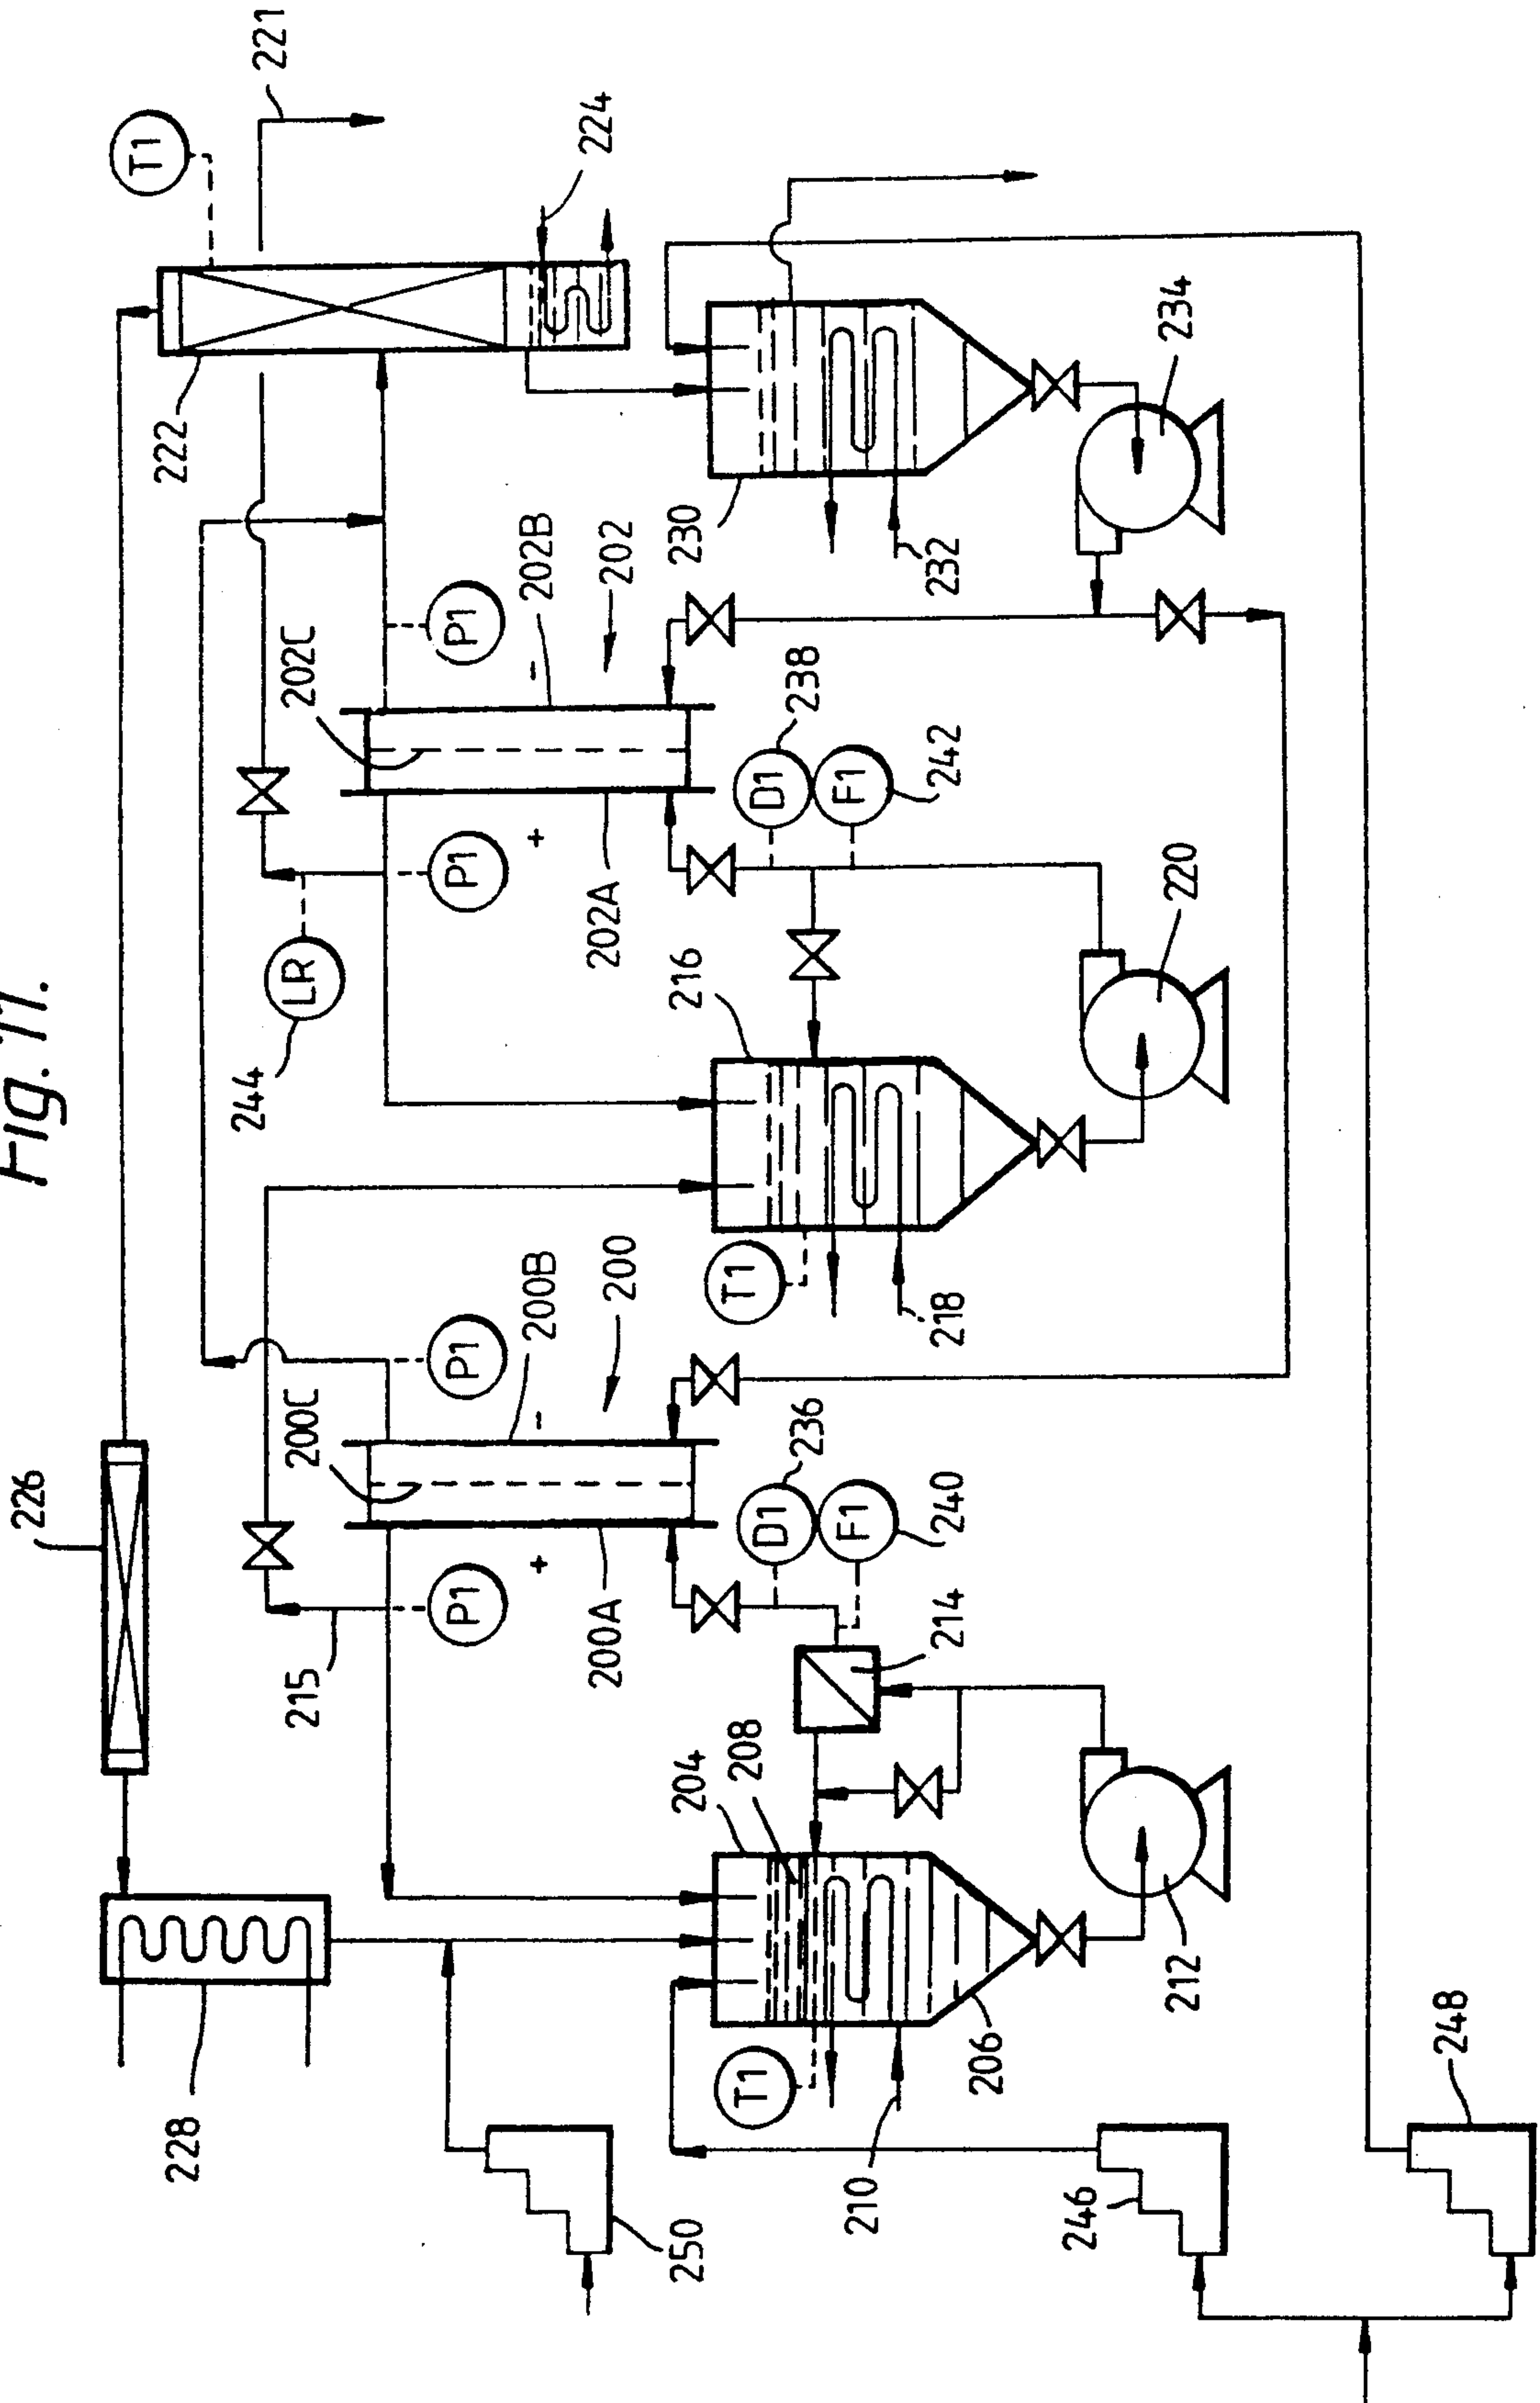 Fig. 11.
221
T1
224
222
202C
P1
202B
202
230
232
234
244
LR
P1
202A
238
D1
F1
242
216
220
T1
218
226
215
200C
P1
200B
200
P1
200A
236
D1
F1
240
214
204
208
212
228
250
T1
206
210
246
248
+
-
+
-